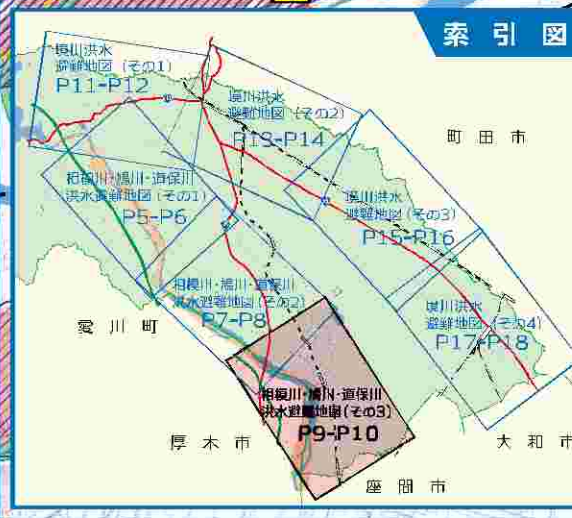 索引図
境川洪水
避難地図(その1)
P11-P12
境川洪水
避難地図(その2)
P13-P14
町田市
相模川・鳩川・道保川
洪水避難地図(その1)
P5-P6
境川洪水
避難地図(その3)
P15-P16
相模川・鳩川・道保川
洪水避難地図(その2)
P7-P8
境川洪水
避難地図(その4)
P17-P18
愛川町
相模川・鳩川・道保川
洪水避難地図(その3)
P9-P10
厚木市
大和市
座間市